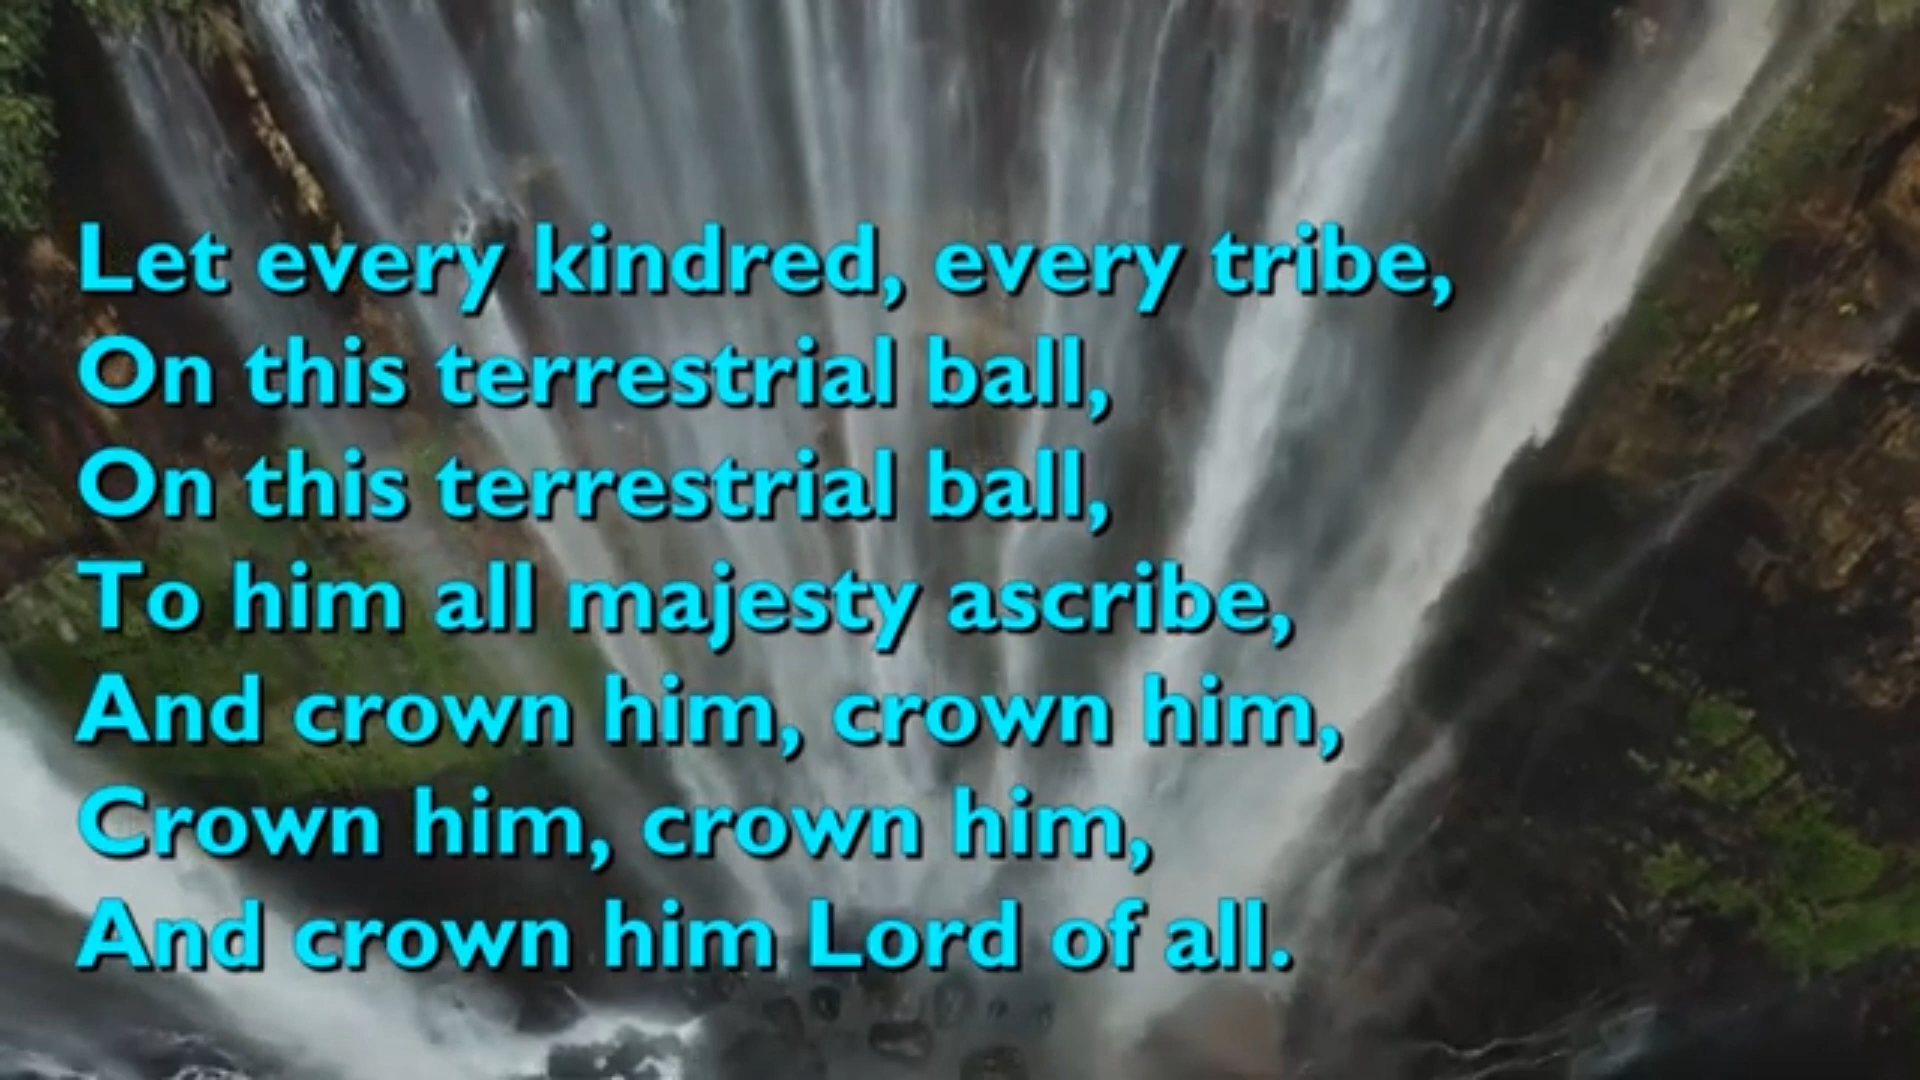 Let every kindred, every tribe,
On this terrestrial ball,
On this terrestrial ball,
To him all majesty ascribe,
And crown him, crown him,
Crown him, crown him,
And crown him Lord of all.